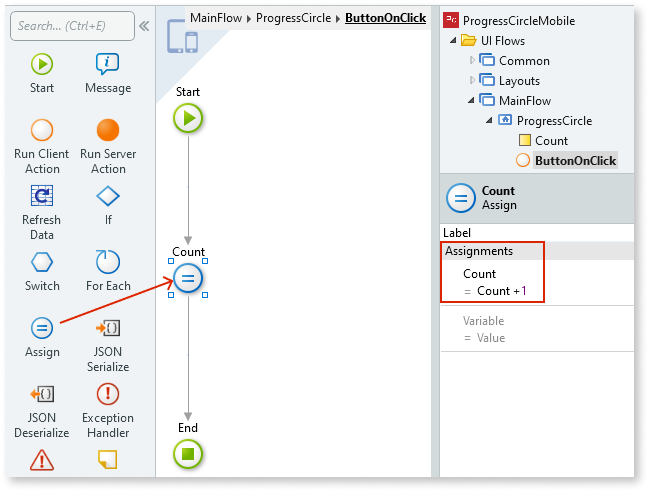 Search... (Ctrl+E)
Start
Message
Run Client
Action
Run Server
Action
Refresh
Data
If
Switch
For Each
Assign
JSON
Serialize
JSON
Deserialize
Exception
Handler
MainFlow ▸ ProgressCircle ▸ ButtonOnClick
Start
Count
End
ProgressCircleMobile
UI Flows
Common
Layouts
MainFlow
ProgressCircle
Count
ButtonOnClick
Count
Assign
Label
Assignments
Count
= Count +1
Variable
= Value